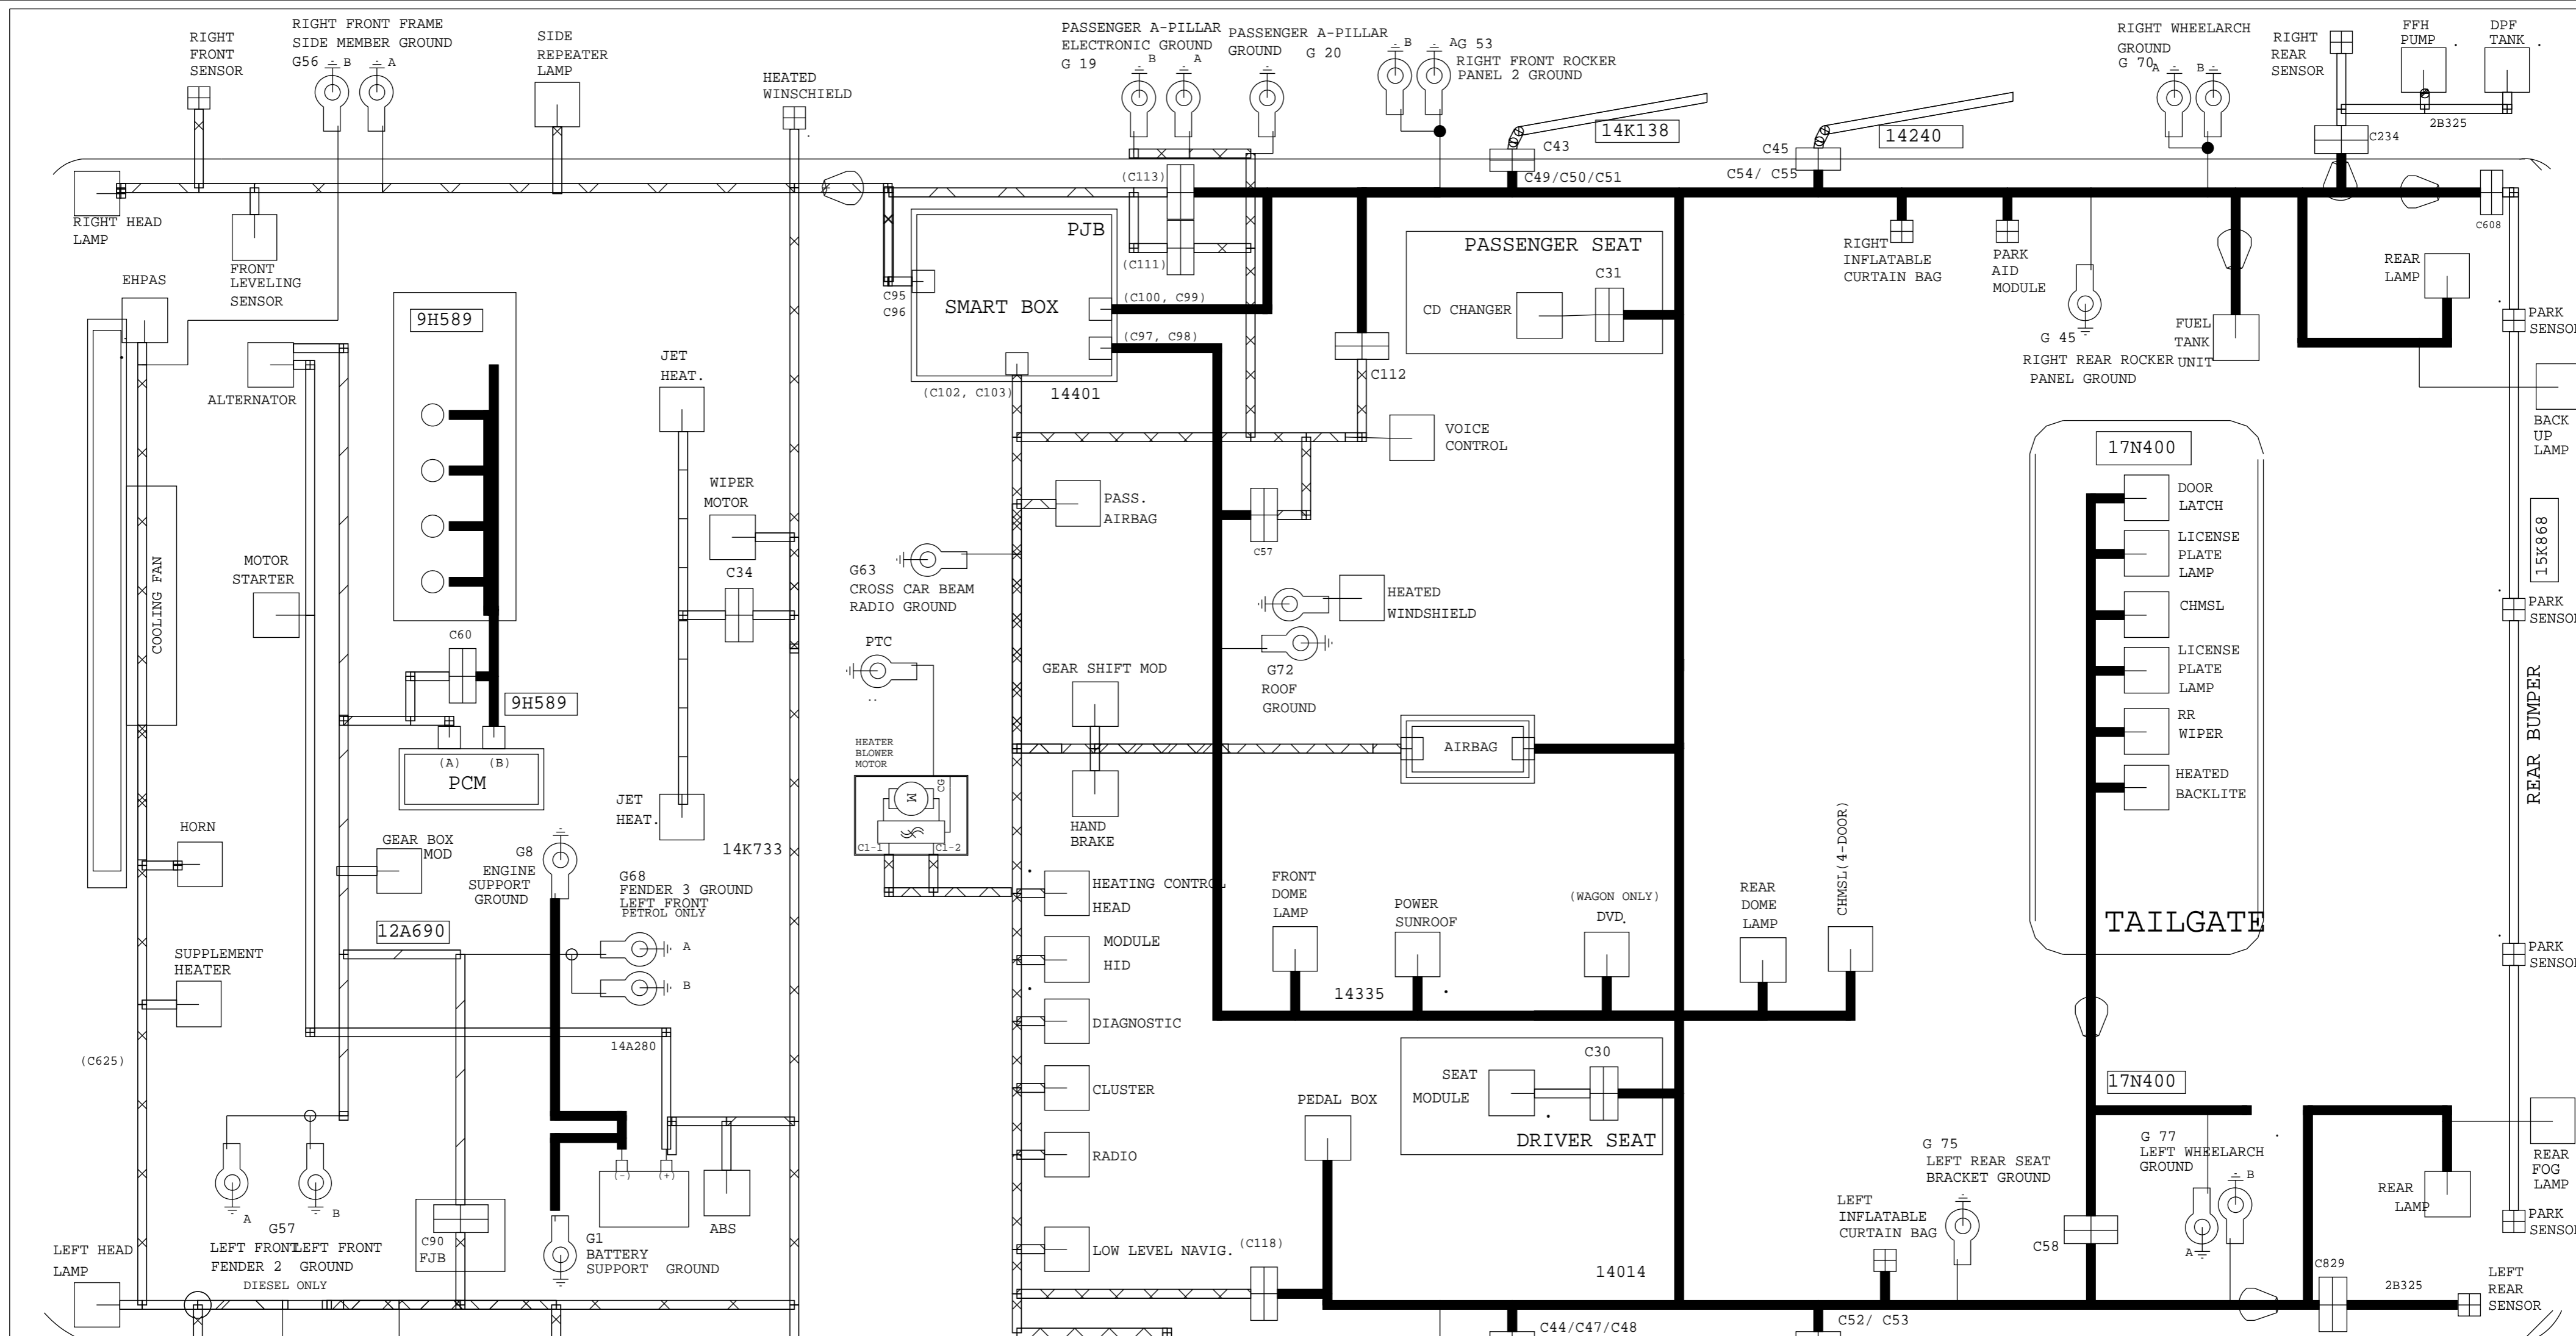 RIGHT
FRONT
SENSOR
RIGHT FRONT FRAME
SIDE MEMBER GROUND
G56 B A
SIDE
REPEATER
LAMP
HEATED
WINSCHIELD
PASSENGER A-PILLAR
ELECTRONIC GROUND
G 19
B A
PASSENGER A-PILLAR
GROUND G 20
B A
G 53
RIGHT FRONT ROCKER
PANEL 2 GROUND
14K138
C43
C49/C50/C51
14240
C45
C54/ C55
RIGHT WHEELARCH
GROUND
G 70
A B
RIGHT
REAR
SENSOR
FFH
PUMP
DPF
TANK
2B325
C234
RIGHT HEAD
LAMP
FRONT
LEVELING
SENSOR
EHPAS
(C113)
(C111)
PJB
SMART BOX
C95
C96
(C100, C99)
(C97, C98)
(C102, C103)
14401
C112
PASSENGER SEAT
C31
CD CHANGER
RIGHT
INFLATABLE
CURTAIN BAG
PARK
AID
MODULE
G 45
RIGHT REAR ROCKER
PANEL GROUND
FUEL
TANK
UNIT
REAR
LAMP
C608
PARK
SENSOR
BACK
UP
LAMP
9H589
ALTERNATOR
JET
HEAT.
VOICE
CONTROL
WIPER
MOTOR
C34
PASS.
AIRBAG
C57
G63
CROSS CAR BEAM
RADIO GROUND
HEATED
WINDSHIELD
G72
ROOF
GROUND
COOLING FAN
MOTOR
STARTER
C60
9H589
(A) (B)
PCM
PTC
HEATER
BLOWER
MOTOR
M
CG
C1-1
C1-2
GEAR SHIFT MOD
HAND
BRAKE
AIRBAG
17N400
DOOR
LATCH
LICENSE
PLATE
LAMP
CHMSL
LICENSE
PLATE
LAMP
RR
WIPER
HEATED
BACKLITE
TAILGATE
15K868
PARK
SENSOR
REAR BUMPER
PARK
SENSOR
HORN
JET
HEAT.
14K733
GEAR BOX
MOD
G8
ENGINE
SUPPORT
GROUND
G68
FENDER 3 GROUND
LEFT FRONT
PETROL ONLY
A
B
12A690
SUPPLEMENT
HEATER
(C625)
14A280
HEATING CONTROL
HEAD
MODULE
HID
DIAGNOSTIC
CLUSTER
RADIO
LOW LEVEL NAVIG.
(C118)
FRONT
DOME
LAMP
POWER
SUNROOF
(WAGON ONLY)
DVD
REAR
DOME
LAMP
CHMSL(4-DOOR)
14335
C30
SEAT
MODULE
DRIVER SEAT
PEDAL BOX
17N400
G 77
LEFT WHEELARCH
GROUND
A
B
G 75
LEFT REAR SEAT
BRACKET GROUND
LEFT
INFLATABLE
CURTAIN BAG
C58
REAR
LAMP
REAR
FOG
LAMP
PARK
SENSOR
A
B
G57
LEFT FRONT
FENDER 2
LEFT FRONT
GROUND
DIESEL ONLY
C90
FJB
(-) (+)
G1
BATTERY
SUPPORT GROUND
ABS
LEFT HEAD
LAMP
14014
C44/C47/C48
C52/ C53
C829
2B325
LEFT
REAR
SENSOR